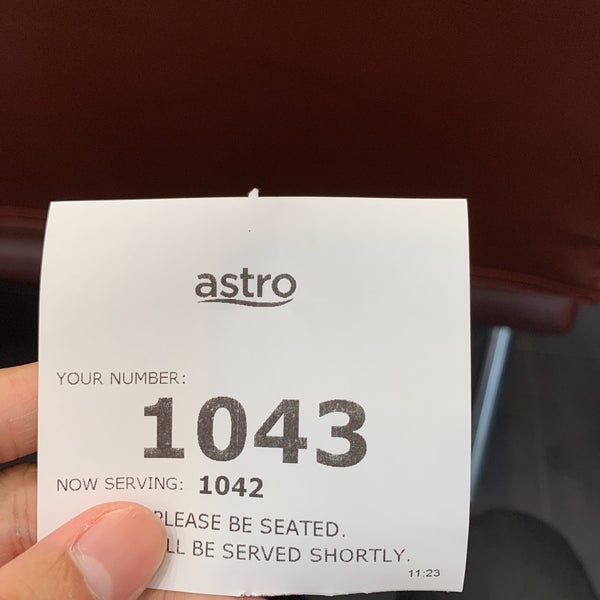 astro
YOUR NUMBER:
1043
NOW SERVING: 1042
PLEASE BE SEATED.
LL BE SERVED SHORTLY.
11:23